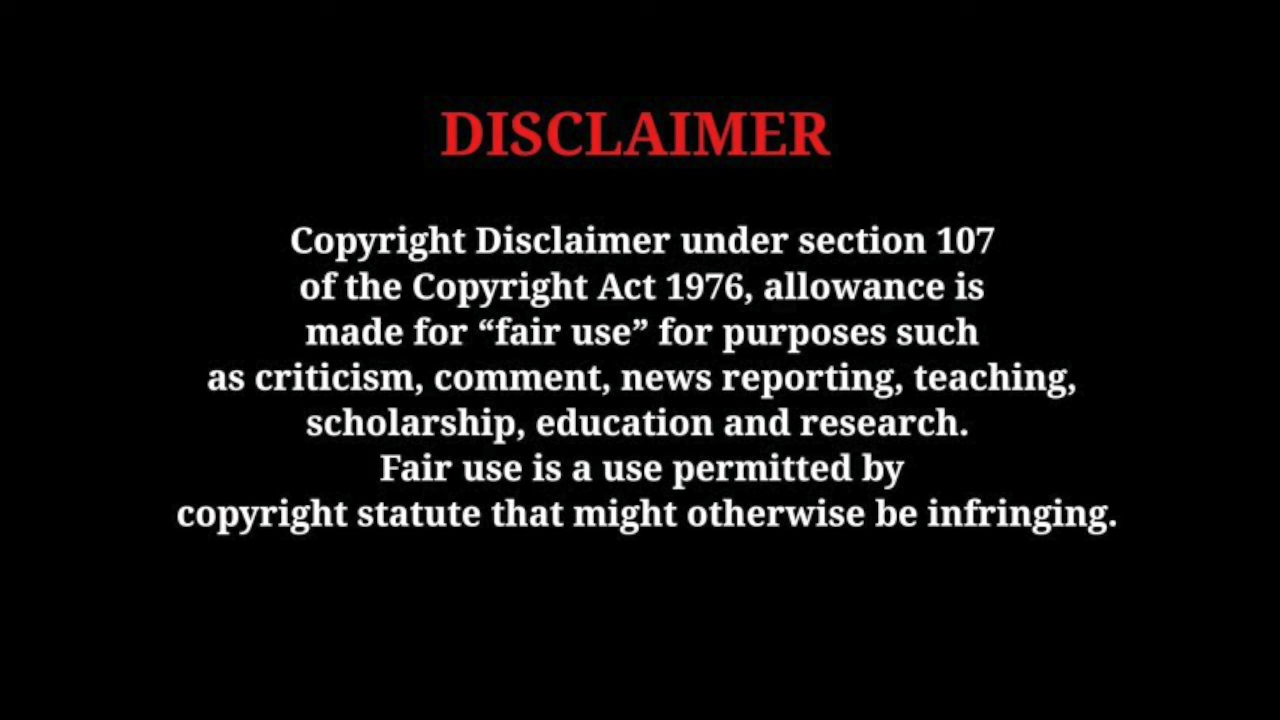 DISCLAIMER
Copyright Disclaimer under section 107
of the Copyright Act 1976, allowance is
made for “fair use” for purposes such
as criticism, comment, news reporting, teaching,
scholarship, education and research.
Fair use is a use permitted by
copyright statute that might otherwise be infringing.